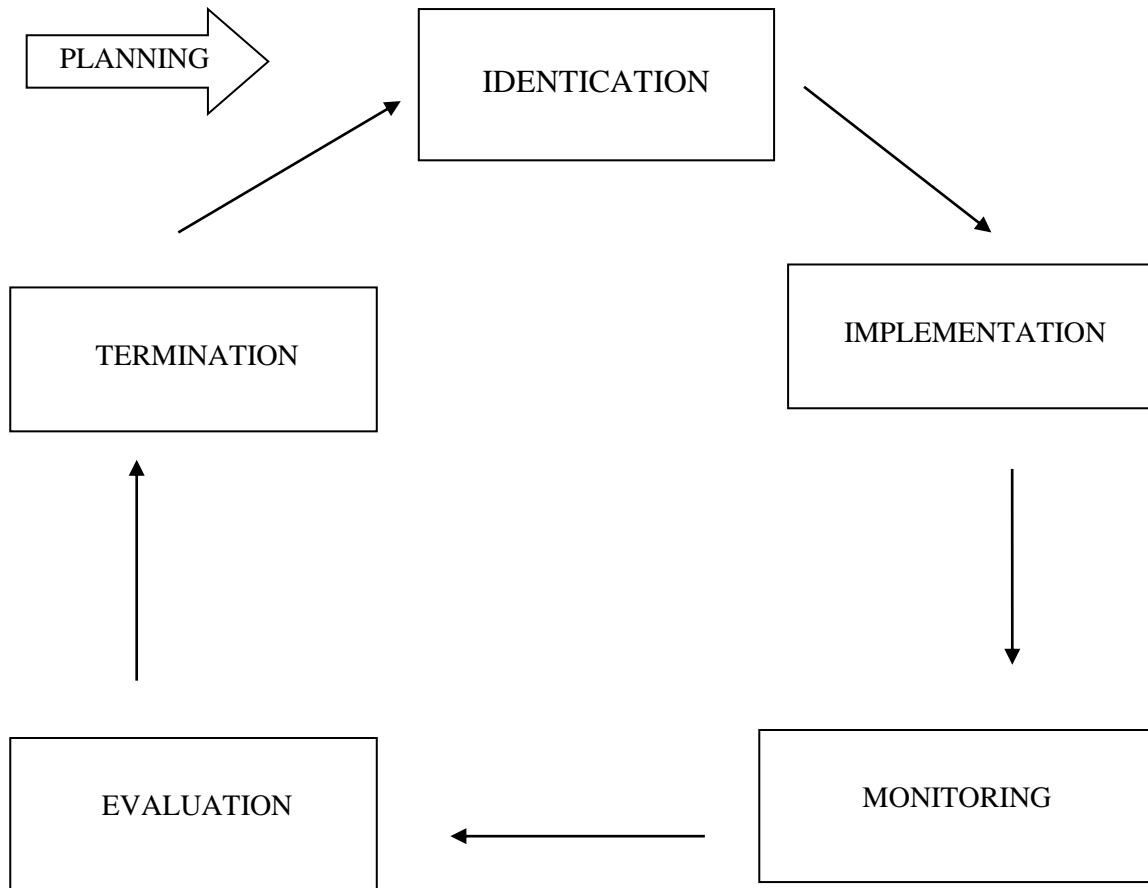 PLANNING
IDENTICATION
IMPLEMENTATION
MONITORING
EVALUATION
TERMINATION